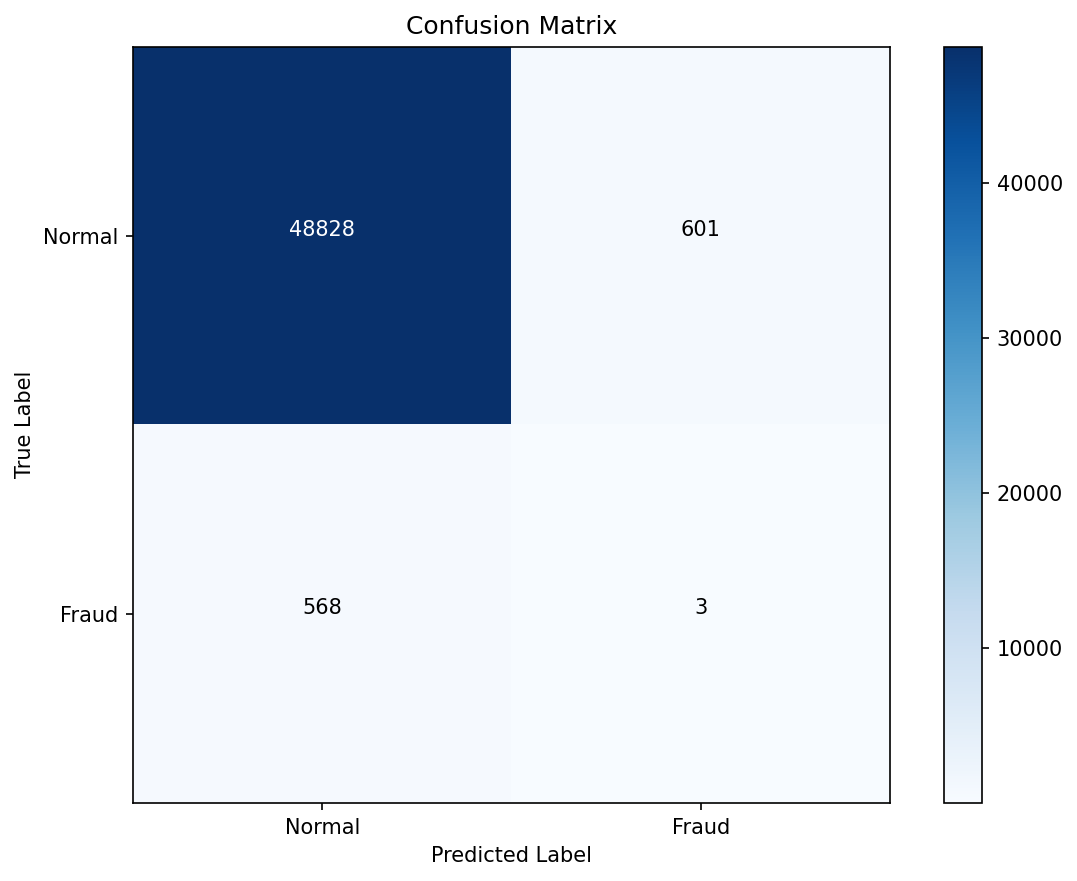 Confusion Matrix
True Label
Normal
Fraud
48828
601
568
3
Normal
Fraud
Predicted Label
40000
30000
20000
10000